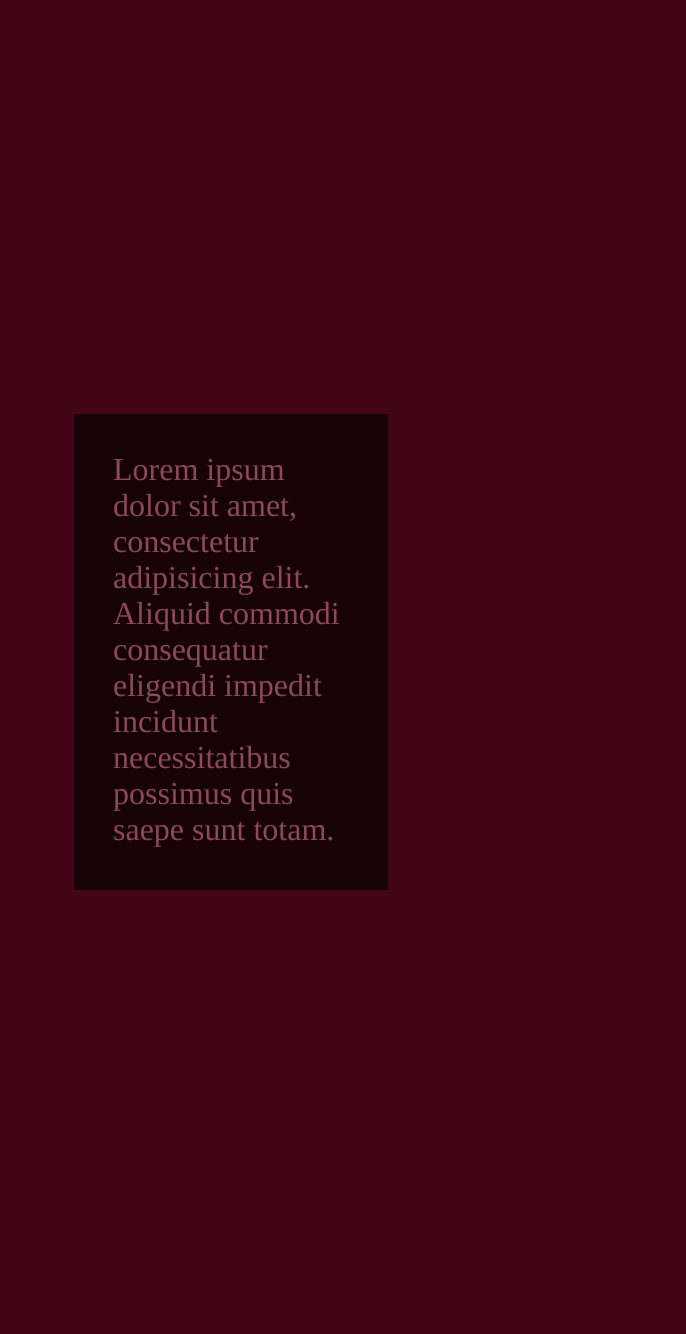 Lorem ipsum
dolor sit amet,
consectetur
adipisicing elit.
Aliquid commodi
consequatur
eligendi impedit
incidunt
necessitatibus
possimus quis
saepe sunt totam.